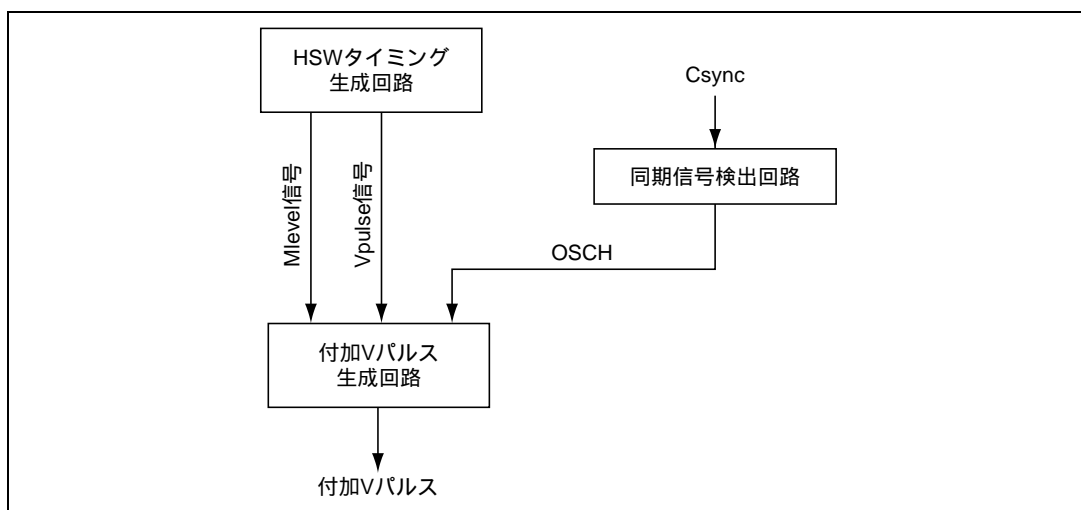 HSWタイミング
生成回路
Csync
同期信号検出回路
Mlevel信号
Vpulse信号
OSCH
付加Vパルス
生成回路
付加Vパルス